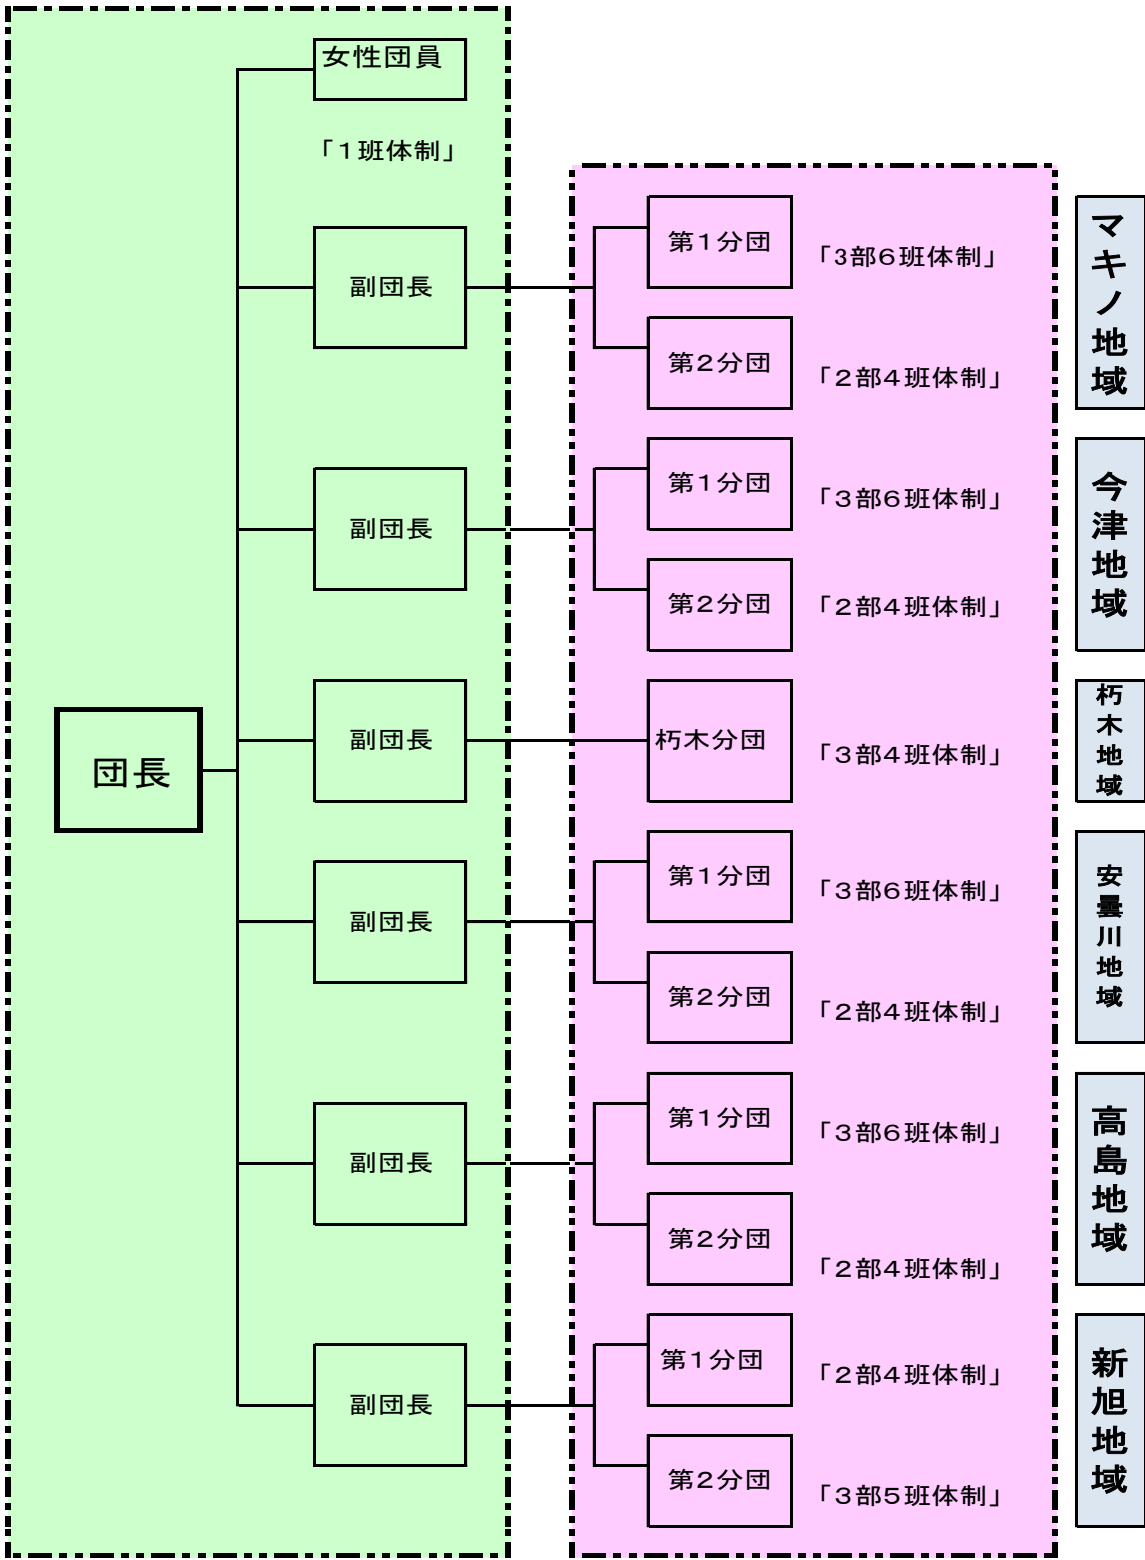 女性団員
「１班体制」
副団長
第１分団
「3部6班体制」
第２分団
「２部４班体制」
マキノ地域
副団長
第１分団
「３部６班体制」
第２分団
「２部４班体制」
今津地域
団長
副団長
朽木分団
「３部４班体制」
朽木地域
副団長
第１分団
「３部６班体制」
第２分団
「２部４班体制」
安曇川地域
副団長
第１分団
「３部６班体制」
第２分団
「２部４班体制」
高島地域
副団長
第１分団
「２部４班体制」
第２分団
「３部５班体制」
新旭地域